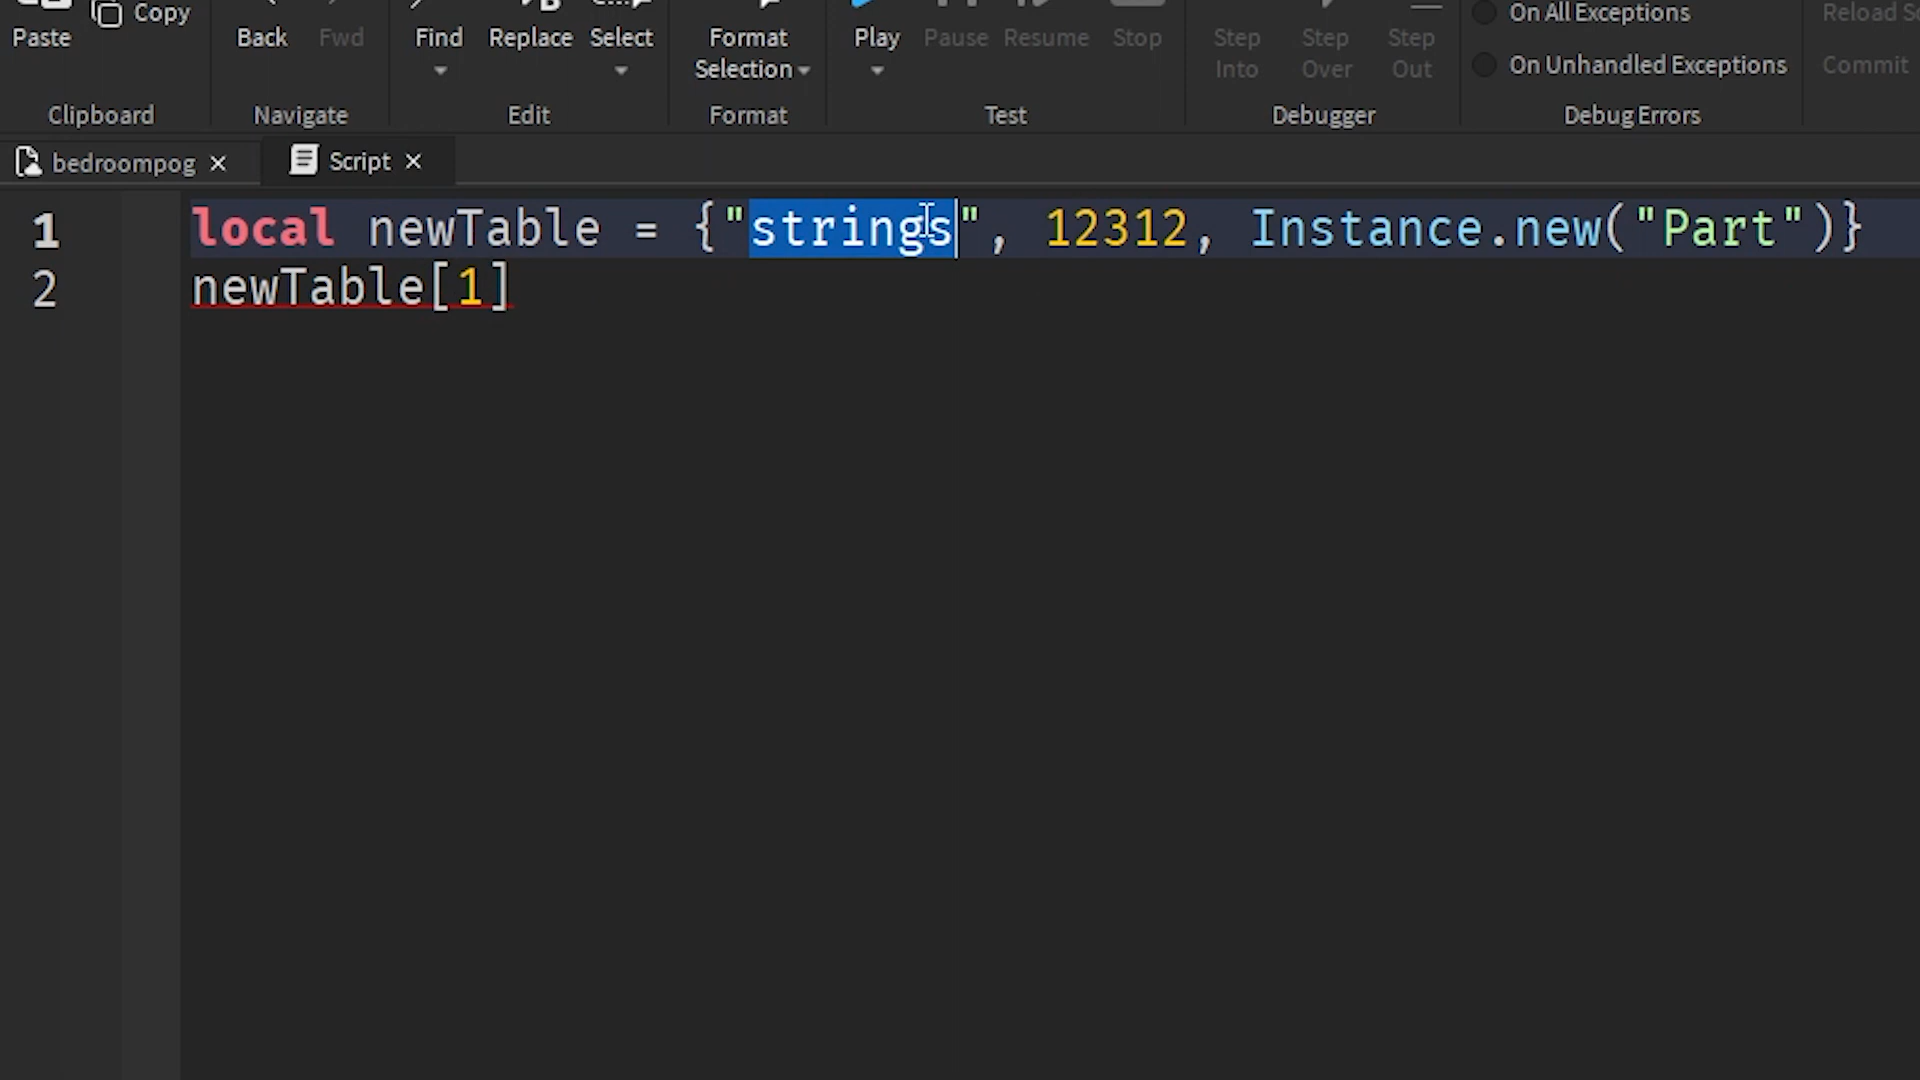 Paste
Copy
Clipboard
Back
Fwd
Navigate
Find
Replace
Select
Edit
Format
Selection
Format
Play
Pause
Resume
Stop
Test
Step
Into
Step
Over
Step
Out
Debugger
On All Exceptions
On Unhandled Exceptions
Debug Errors
Reload
Commit
bedroompog
Script
1 local newTable = {"strings", 12312, Instance.new("Part")}
2 newTable[1]